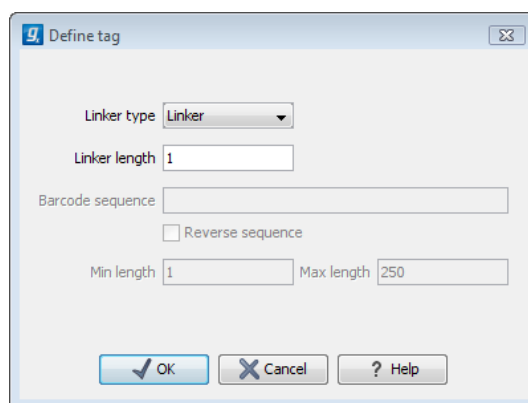 Define tag
Linker type Linker
Linker length 1
Barcode sequence
Reverse sequence
Min length 1 Max length 250
OK Cancel ? Help